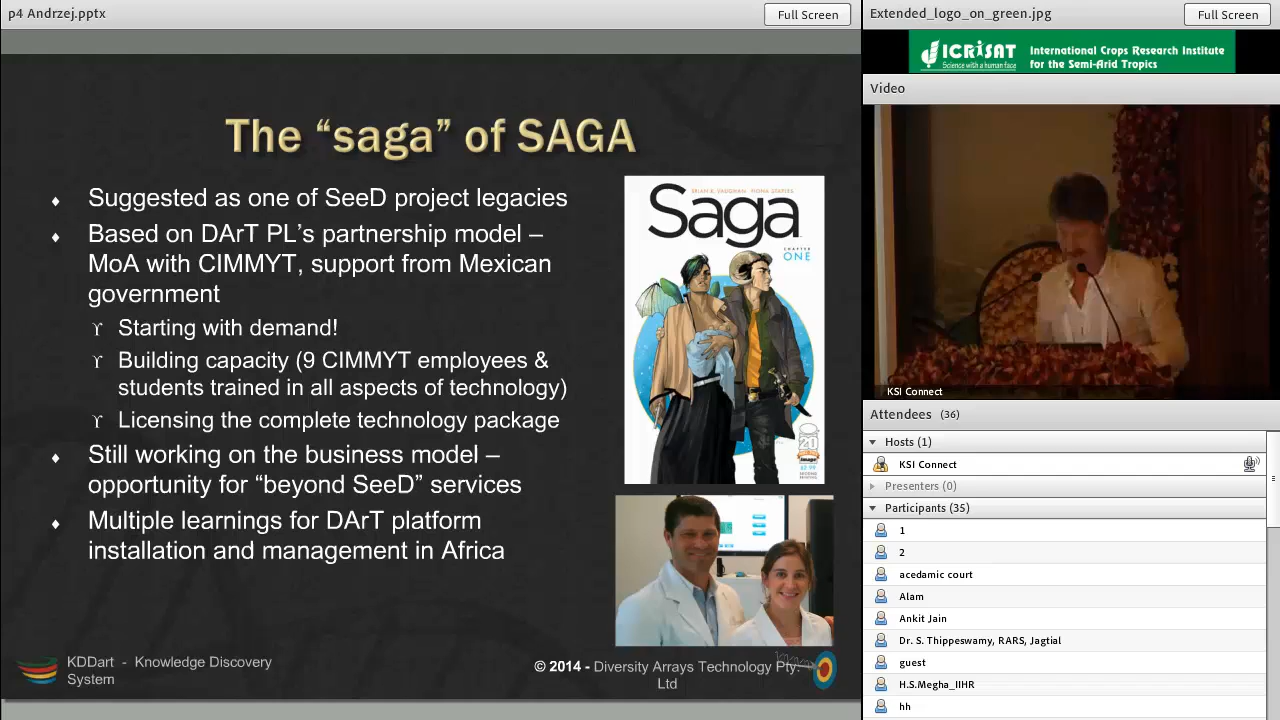 p4 Andrzej.pptx
Full Screen
The “saga” of SAGA
Suggested as one of SeeD project legacies
Based on DArT PL’s partnership model –
MoA with CIMMYT, support from Mexican
government
Starting with demand!
Building capacity (9 CIMMYT employees &
students trained in all aspects of technology)
Licensing the complete technology package
Still working on the business model –
opportunity for “beyond SeeD” services
Multiple learnings for DArT platform
installation and management in Africa
BRIAN K. VAUGHAN FIONA STAPLES
Saga
CHAPTER
ONE
20
image
KDDart - Knowledge Discovery
System
© 2014 - Diversity Arrays Technology Pty.
Ltd
Extended_logo_on_green.jpg
Full Screen
ICRISAT
Science with a human face
International Crops Research Institute
for the Semi-Arid Tropics
Video
KSI Connect
Attendees (36)
Hosts (1)
KSI Connect
Presenters (0)
Participants (35)
1
2
acedamic court
Alam
Ankit Jain
Dr. S. Thippeswamy, RARS, Jagtial
guest
H.S.Megha_IIHR
hh